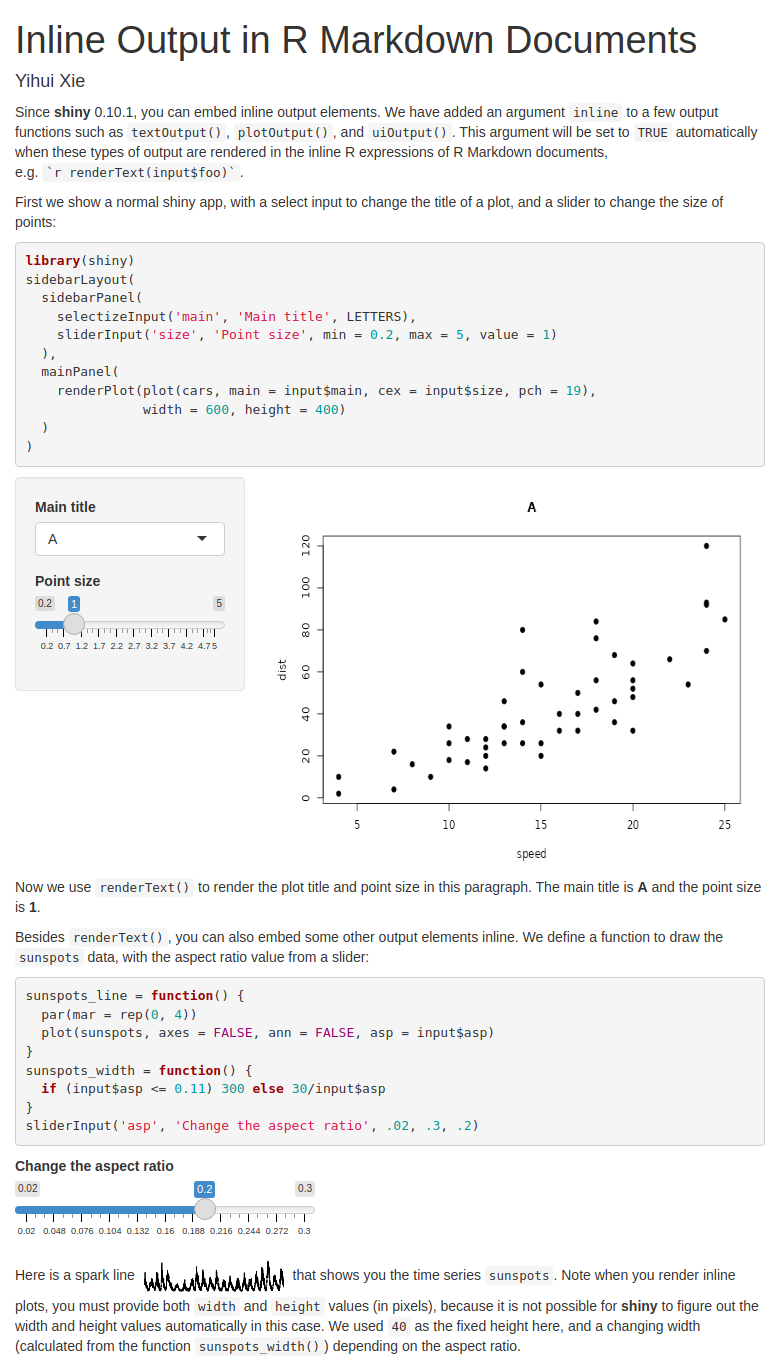 Inline Output in R Markdown Documents
Yihui Xie
Since shiny 0.10.1, you can embed inline output elements. We have added an argument inline to a few output
functions such as textOutput(), plotOutput(), and uiOutput(). This argument will be set to TRUE automatically
when these types of output are rendered in the inline R expressions of R Markdown documents,
e.g. `r renderText(input$foo)`.
First we show a normal shiny app, with a select input to change the title of a plot, and a slider to change the size of
points:
library(shiny)
sidebarLayout(
  sidebarPanel(
    selectizeInput('main', 'Main title', LETTERS),
    sliderInput('size', 'Point size', min = 0.2, max = 5, value = 1)
  ),
  mainPanel(
    renderPlot(plot(cars, main = input$main, cex = input$size, pch = 19),
               width = 600, height = 400)
  )
)
Main title
A
Point size
0.2 1 5
0.2 0.7 1.2 1.7 2.2 2.7 3.2 3.7 4.2 4.7 5
A
dist
120
100
80
60
40
20
0
5 10 15 20 25
speed
Now we use renderText() to render the plot title and point size in this paragraph. The main title is A and the point size
is 1.
Besides renderText(), you can also embed some other output elements inline. We define a function to draw the
sunspots data, with the aspect ratio value from a slider:
sunspots_line = function() {
  par(mar = rep(0, 4))
  plot(sunspots, axes = FALSE, ann = FALSE, asp = input$asp)
}
sunspots_width = function() {
  if (input$asp <= 0.11) 300 else 30/input$asp
}
sliderInput('asp', 'Change the aspect ratio', .02, .3, .2)
Change the aspect ratio
0.02 0.2 0.3
0.02 0.048 0.076 0.104 0.132 0.16 0.188 0.216 0.244 0.272 0.3
Here is a spark line that shows you the time series sunspots. Note when you render inline
plots, you must provide both width and height values (in pixels), because it is not possible for shiny to figure out the
width and height values automatically in this case. We used 40 as the fixed height here, and a changing width
(calculated from the function sunspots_width()) depending on the aspect ratio.